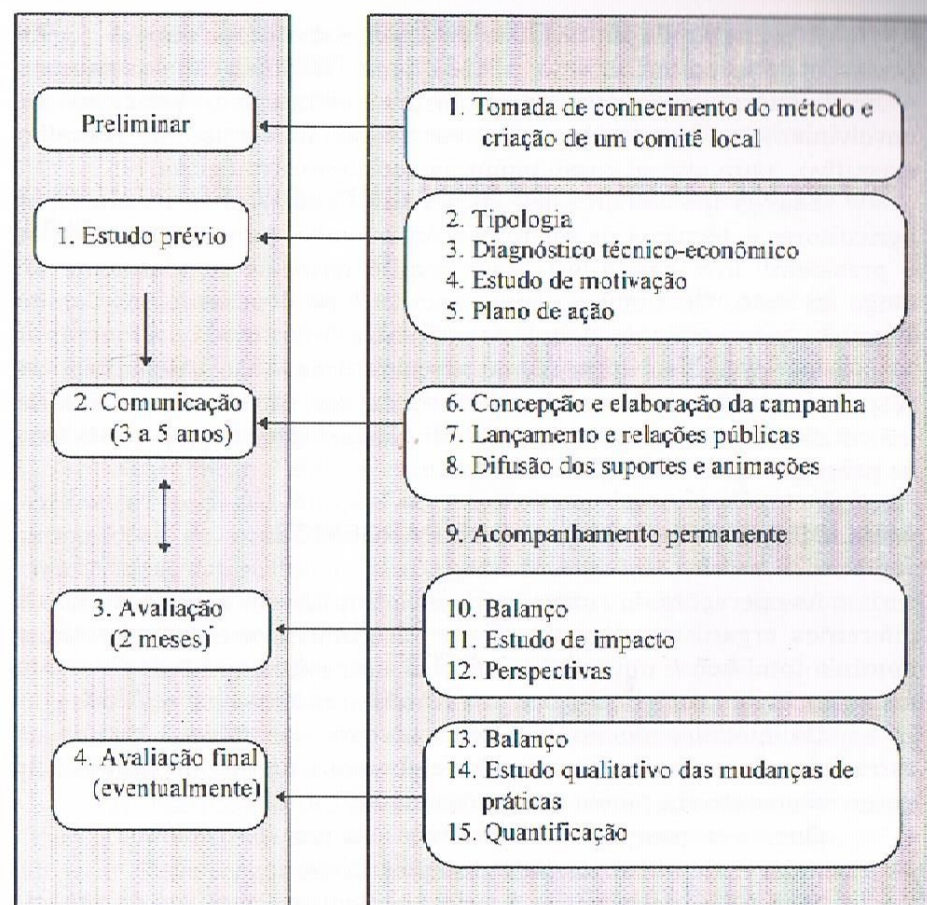 Preliminar
1. Tomada de conhecimento do método e
criação de um comitê local
1. Estudo prévio
2. Tipologia
3. Diagnóstico técnico-econômico
4. Estudo de motivação
5. Plano de ação
2. Comunicação
(3 a 5 anos)
6. Concepção e elaboração da campanha
7. Lançamento e relações públicas
8. Difusão dos suportes e animações
9. Acompanhamento permanente
3. Avaliação
(2 meses)
10. Balanço
11. Estudo de impacto
12. Perspectivas
4. Avaliação final
(eventualmente)
13. Balanço
14. Estudo qualitativo das mudanças de
práticas
15. Quantificação